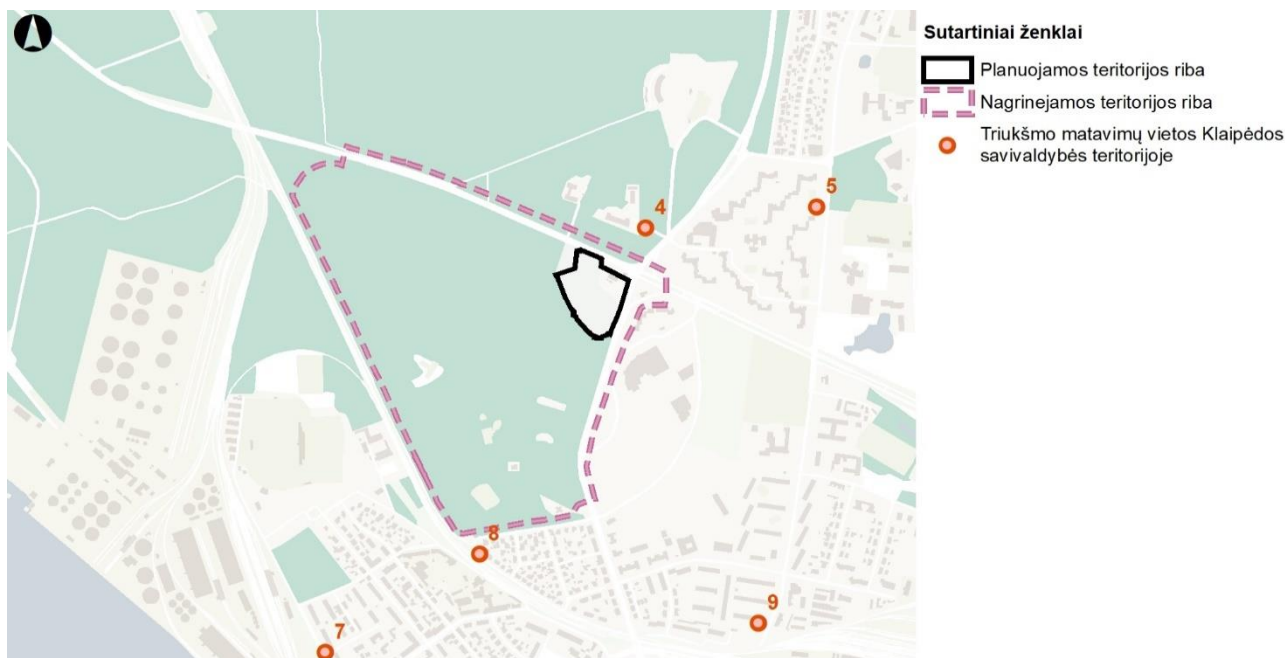 Sutartiniai ženklai
Planuojamos teritorijos riba
Nagrinejamos teritorijos riba
Triukšmo matavimų vietos Klaipėdos
savivaldybės teritorijoje
4
5
8
9
7